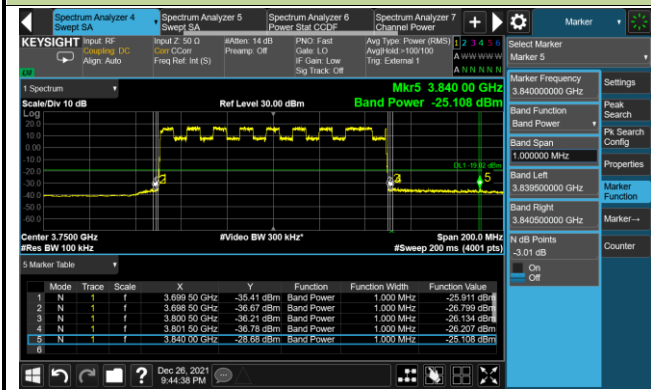 Spectrum Analyzer 4
Swept SA
Spectrum Analyzer 5
Swept SA
Spectrum Analyzer 6
Power Stat CCDF
Spectrum Analyzer 7
Channel Power
Marker
KEYSIGHT
Input: RF
Coupling: DC
Align: Auto
Input Z: 50 Ω
Corr CCorr
Freq Ref: Int (S)
#Atten: 14 dB
Preamp: Off
PNO: Fast
Gate: LO
IF Gain: Low
Sig Track: Off
Avg Type: Power (RMS)
Avg|Hold:>100/100
Trig: External 1
1 2 3 4 5 6
A W W W W W
A N N N N N
Select Marker
Marker 5
1 Spectrum
Scale/Div 10 dB
Log
Ref Level 30.00 dBm
Mkr5 3.840 00 GHz
Band Power -25.108 dBm
20.0
10.0
0.00
-10.0
-20.0
-30.0
-40.0
-50.0
-60.0
DL1 -19.02 dBm
5
Center 3.7500 GHz
#Res BW 100 kHz
#Video BW 300 kHz*
Span 200.0 MHz
#Sweep 200 ms (4001 pts)
5 Marker Table
Mode Trace Scale X Y Function Function Width Function Value
1 N 1 f 3.699 50 GHz -35.41 dBm Band Power 1.000 MHz -25.911 dBm
2 N 1 f 3.698 50 GHz -36.67 dBm Band Power 1.000 MHz -26.799 dBm
3 N 1 f 3.800 50 GHz -36.21 dBm Band Power 1.000 MHz -26.134 dBm
4 N 1 f 3.801 50 GHz -36.78 dBm Band Power 1.000 MHz -26.207 dBm
5 N 1 f 3.840 00 GHz -28.68 dBm Band Power 1.000 MHz -25.108 dBm
6
Marker Frequency
3.840000000 GHz
Band Function
Band Power
Band Span
1.000000 MHz
Band Left
3.839500000 GHz
Band Right
3.840500000 GHz
N dB Points
-3.01 dB
On
Off
Settings
Peak
Search
Pk Search
Config
Properties
Marker
Function
Marker→
Counter
?
Dec 26, 2021
9:44:38 PM